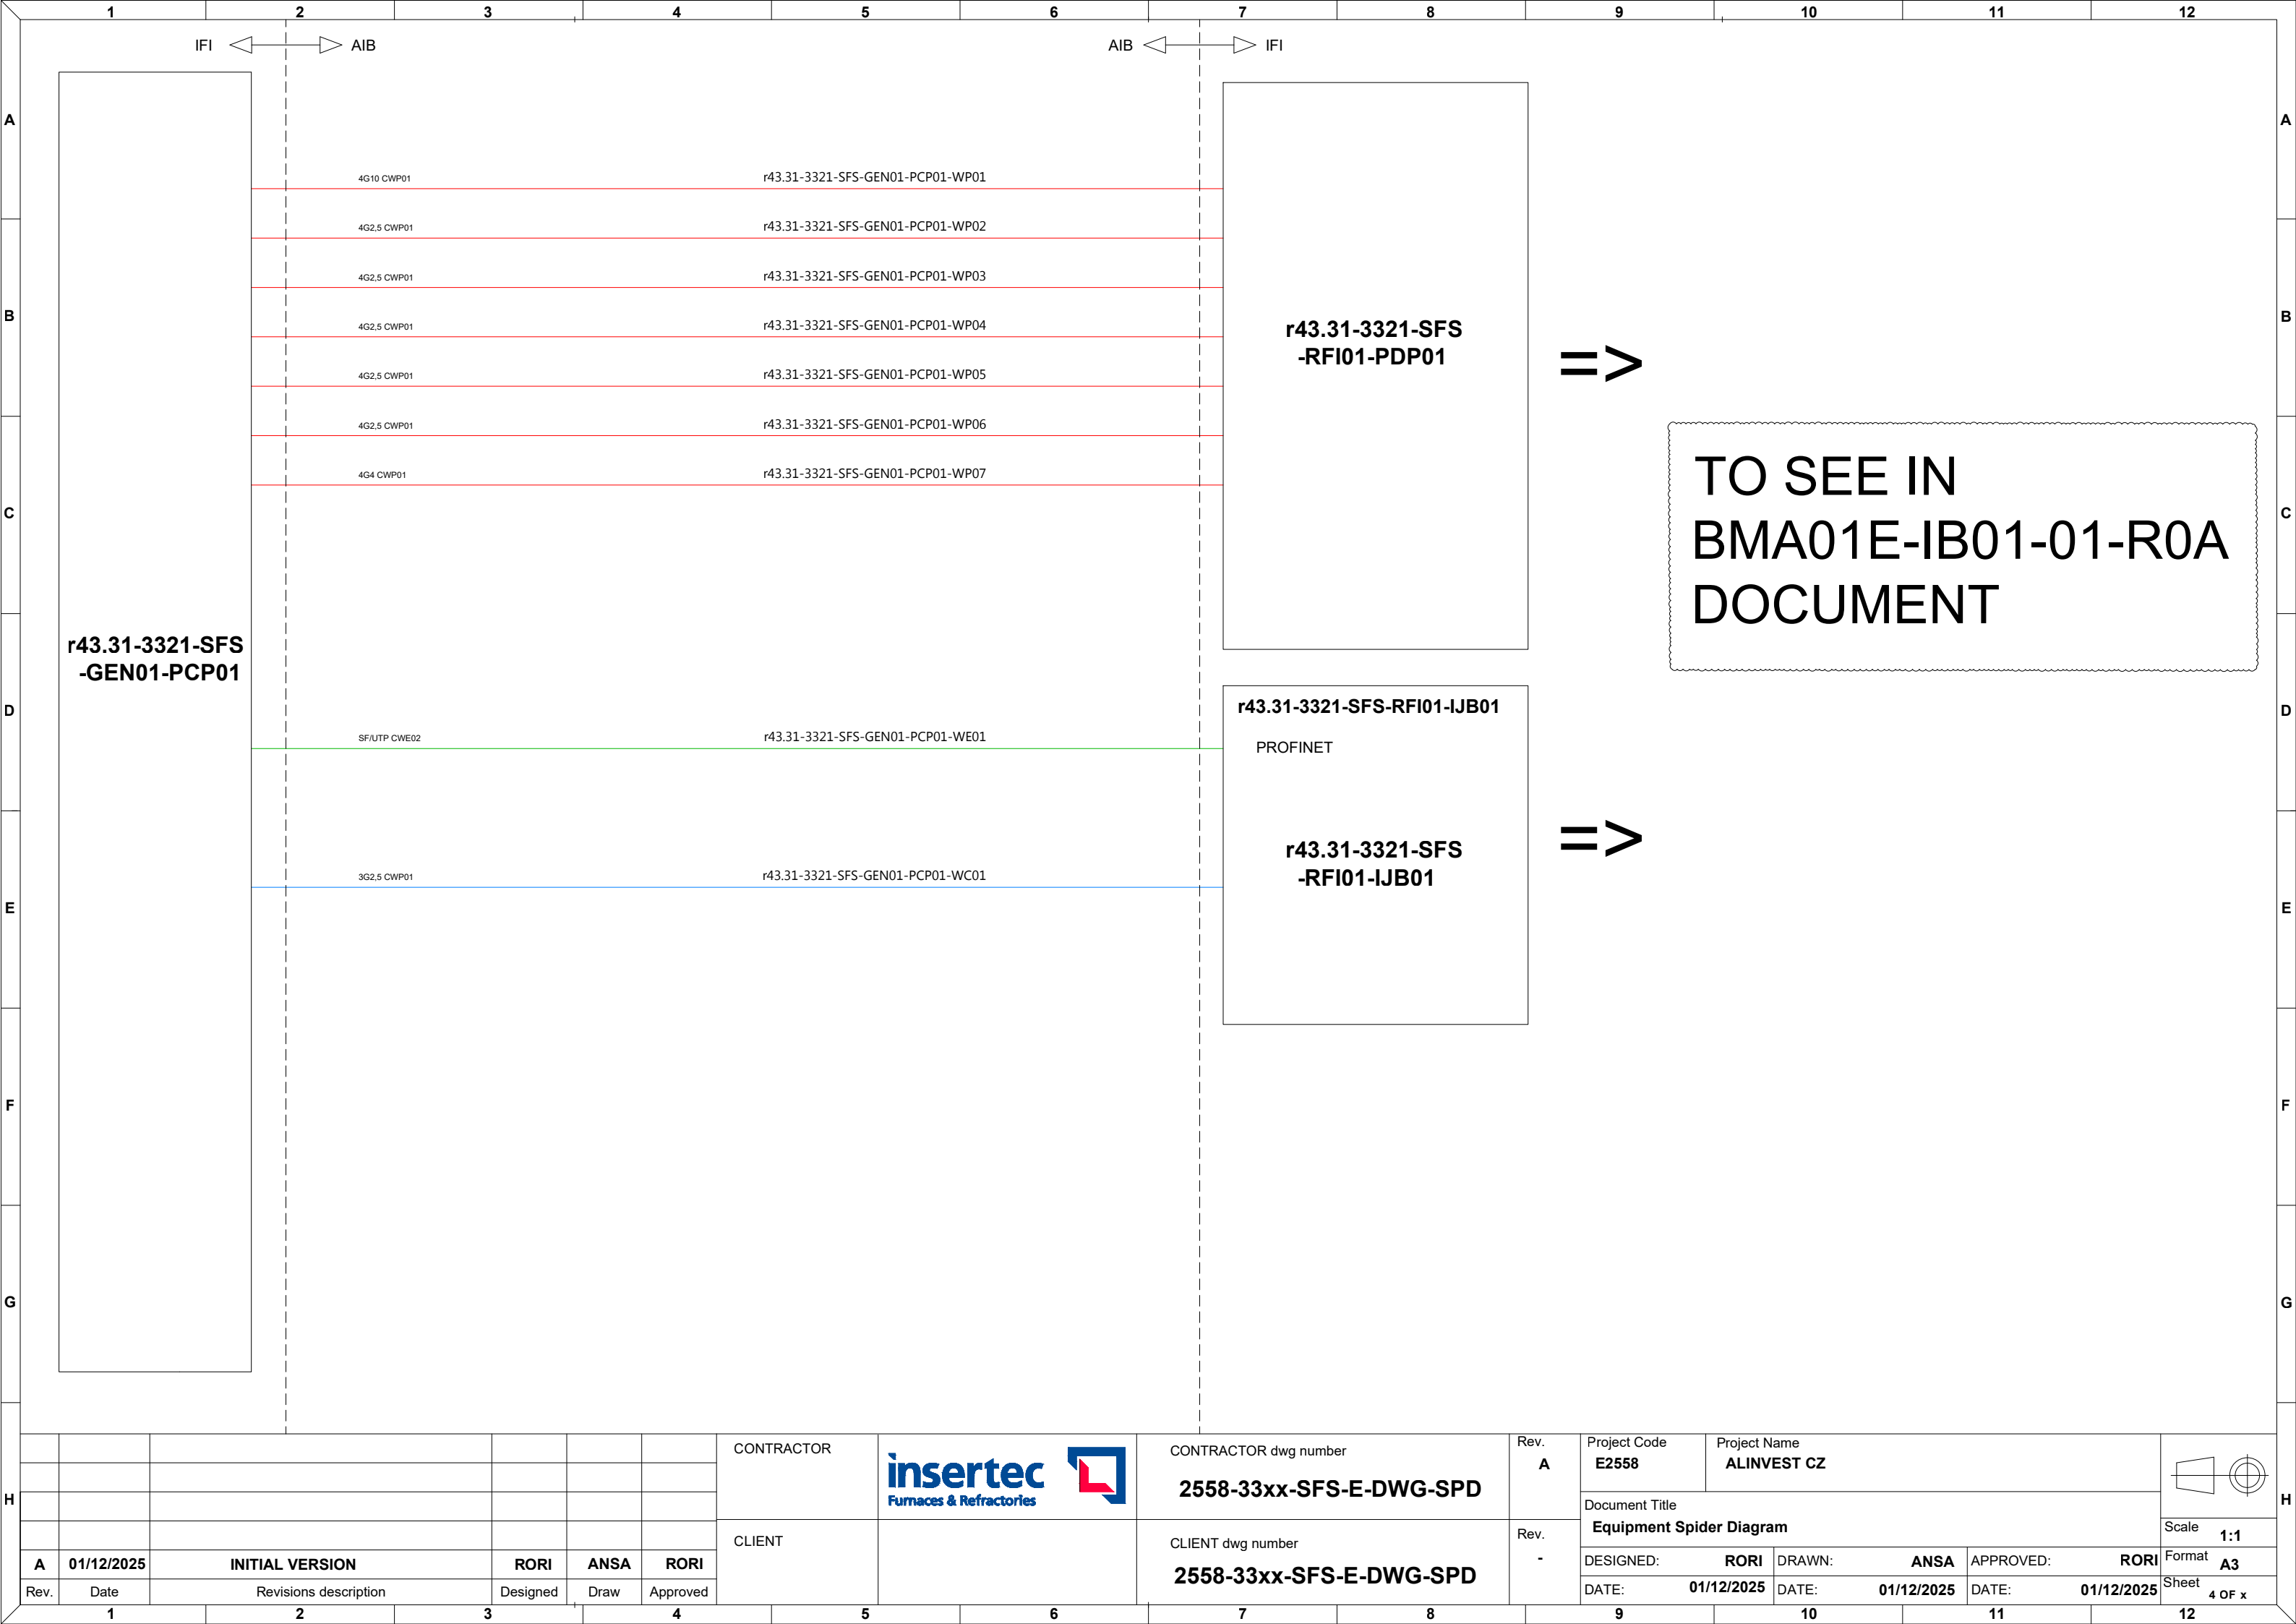 1 2 3 4 5 6 7 8 9 10 11 12
IFI AIB
AIB IFI
A A
4G10 CWP01 r43.31-3321-SFS-GEN01-PCP01-WP01
4G2,5 CWP01 r43.31-3321-SFS-GEN01-PCP01-WP02
4G2,5 CWP01 r43.31-3321-SFS-GEN01-PCP01-WP03
B B
4G2,5 CWP01 r43.31-3321-SFS-GEN01-PCP01-WP04
r43.31-3321-SFS
-RFI01-PDP01
=>
4G2,5 CWP01 r43.31-3321-SFS-GEN01-PCP01-WP05
4G2,5 CWP01 r43.31-3321-SFS-GEN01-PCP01-WP06
4G4 CWP01 r43.31-3321-SFS-GEN01-PCP01-WP07
TO SEE IN
BMA01E-IB01-01-R0A
DOCUMENT
C C
r43.31-3321-SFS
-GEN01-PCP01
D D
r43.31-3321-SFS-RFI01-IJB01
SF/UTP CWE02 r43.31-3321-SFS-GEN01-PCP01-WE01
PROFINET
=>
r43.31-3321-SFS
-RFI01-IJB01
3G2,5 CWP01 r43.31-3321-SFS-GEN01-PCP01-WC01
E E
F F
G G
H H
A 01/12/2025 INITIAL VERSION RORI ANSA RORI
Rev. Date Revisions description Designed Draw Approved
CONTRACTOR
insertec
Furnaces & Refractories
CLIENT
CONTRACTOR dwg number
2558-33xx-SFS-E-DWG-SPD
Rev.
A
CLIENT dwg number
2558-33xx-SFS-E-DWG-SPD
Rev.
-
Project Code
E2558
Project Name
ALINVEST CZ
Document Title
Equipment Spider Diagram
DESIGNED: RORI DRAWN: ANSA APPROVED: RORI
DATE: 01/12/2025 DATE: 01/12/2025 DATE: 01/12/2025
Scale
1:1
Format
A3
Sheet
4 OF x
1 2 3 4 5 6 7 8 9 10 11 12